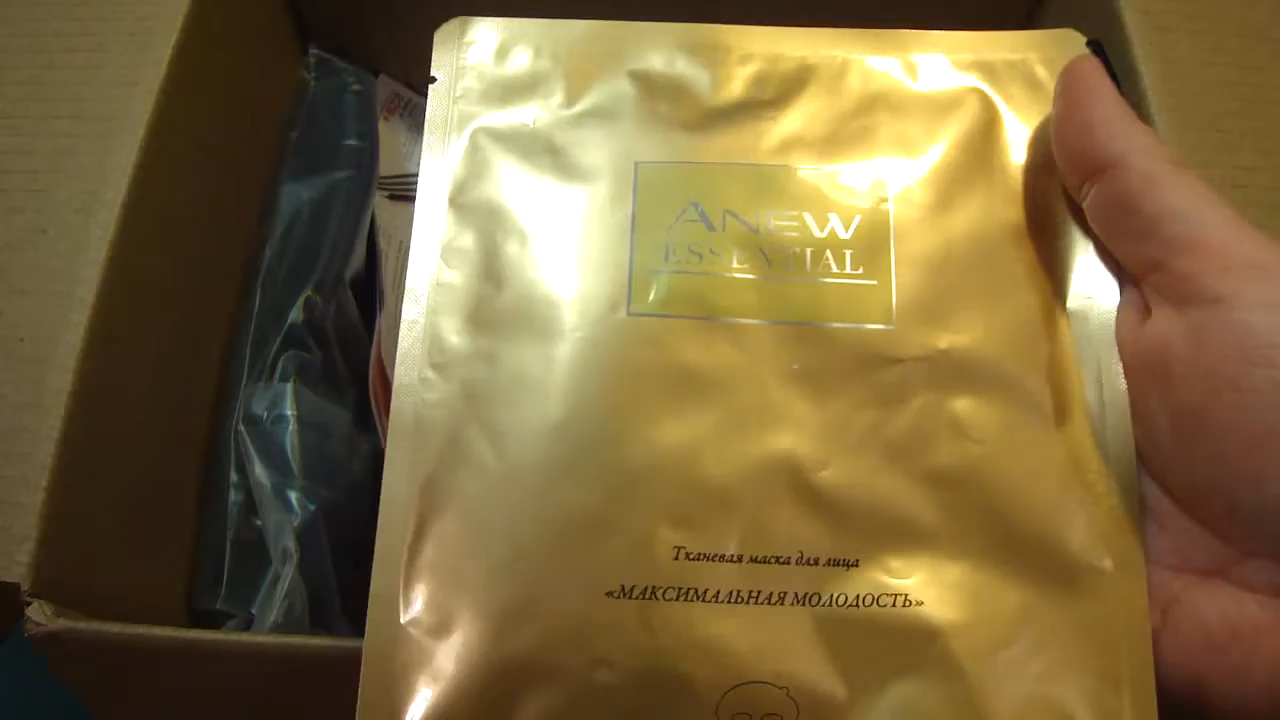 ANEW
ESSENTIAL
Тканевая маска для лица
«МАКСИМАЛЬНАЯ МОЛОДОСТЬ»